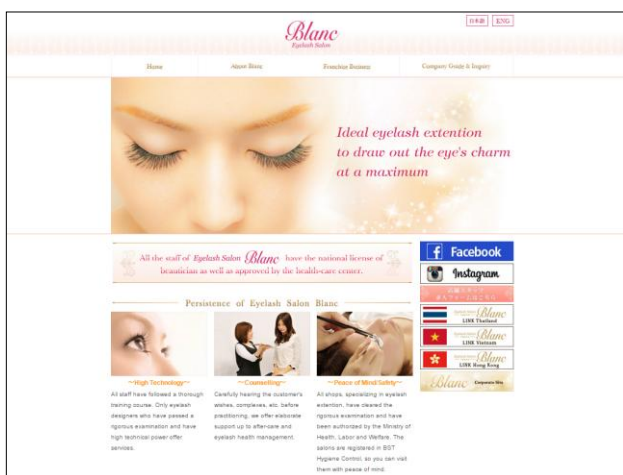 日本語 ENG
Blanc
Eyelash Salon
Home About Blanc Franchise Business Company Guide & Inquiry
Ideal eyelash extention
to draw out the eye's charm
at a maximum
All the staff of Eyelash Salon Blanc have the national license of
beautician as well as approved by the health-care center.
Facebook
Instagram
Persistence of Eyelash Salon Blanc
Blanc
LINK Thailand
Blanc
LINK Vietnam
Blanc
LINK Hong Kong
Blanc Corporate Site
~High Technology~
All staff have followed a thorough
training course. Only eyelash
designers who have passed a
rigorous examination and have
high technical power offer
services.
~Counseling~
Carefully hearing the customer's
wishes, complexes, etc. before
practitioning, we offer elaborate
support up to after-care and
eyelash health management.
~Peace of Mind Safety~
All shops, specializing in eyelash
extention, have cleared the
rigorous examination and have
been authorized by the Ministry of
Health, Labor and Welfare. The
salons are registered in BST
Hygiene Control, so you can visit
them with peace of mind.